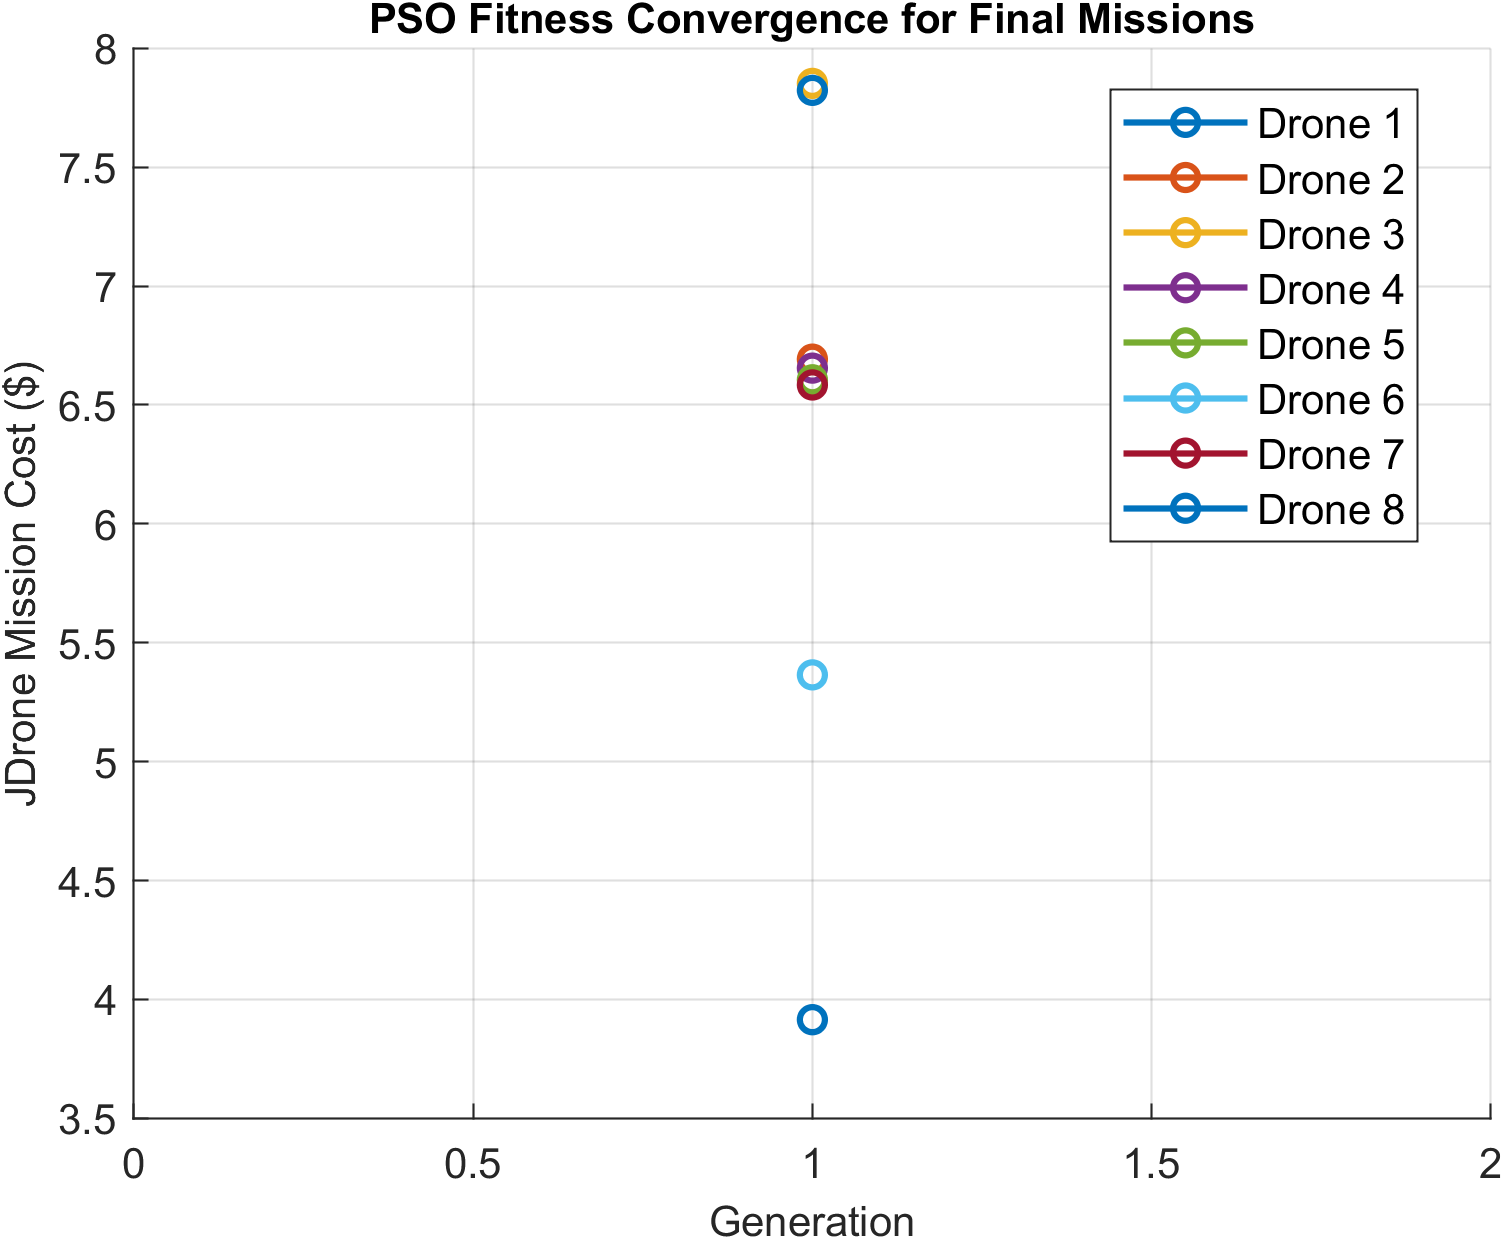 PSO Fitness Convergence for Final Missions
8
7.5
7
6.5
6
5.5
5
4.5
4
3.5
0
0.5
1
1.5
2
JDrone Mission Cost ($)
Generation
Drone 1
Drone 2
Drone 3
Drone 4
Drone 5
Drone 6
Drone 7
Drone 8